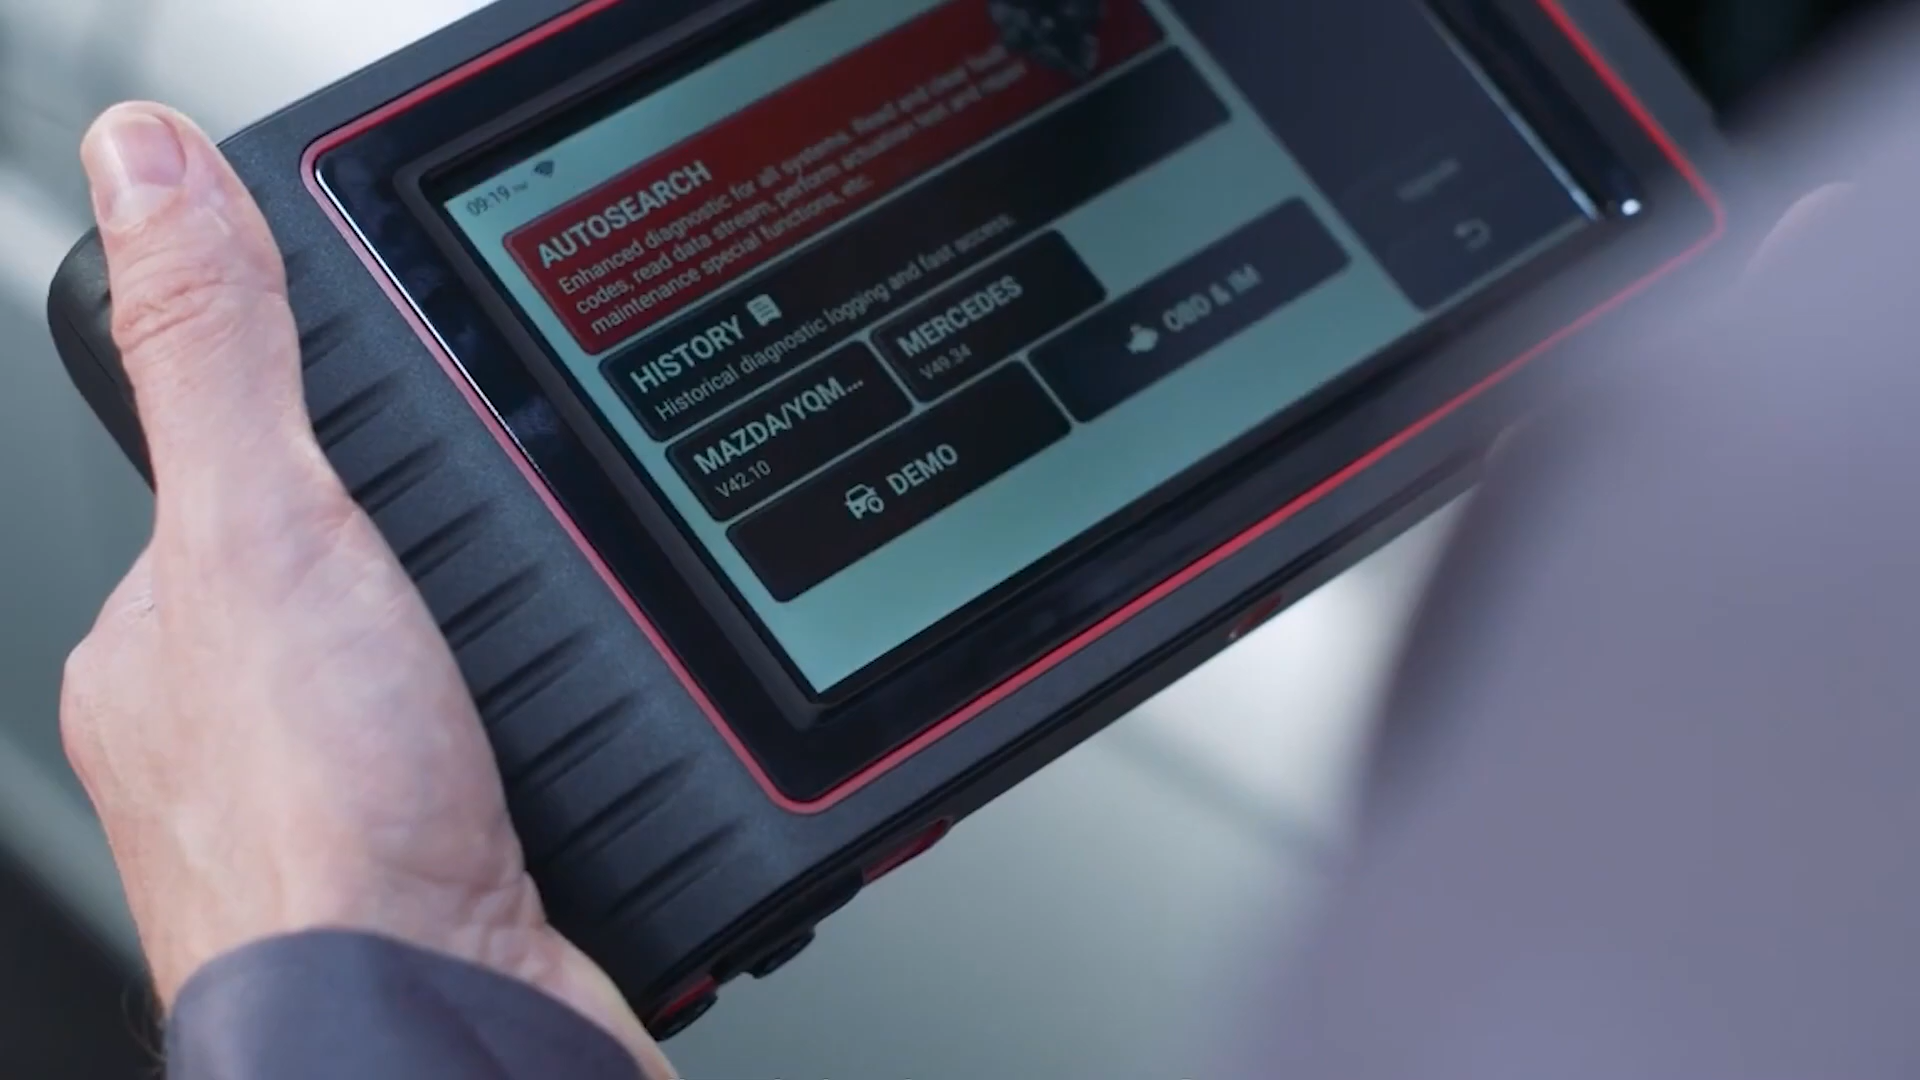 09:19
AUTOSEARCH
Enhanced diagnostic for all systems. Read and clear fault
codes, read data stream, perform actuation test and repair
maintenance special functions, etc.
HISTORY
Historical diagnostic logging and fast access.
MAZDA/YQM...
V42.10
MERCEDES
V49.34
DEMO
OBD & IM